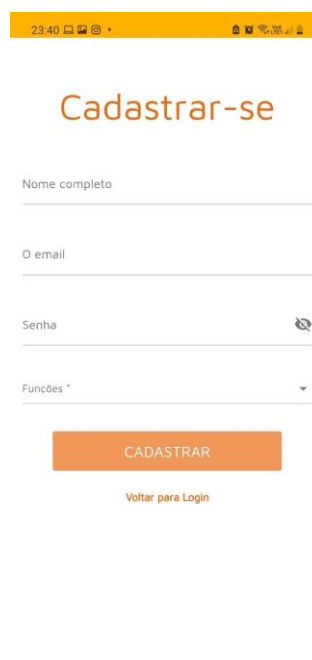 23:40
Cadastrar-se
Nome completo
O email
Senha
Funções *
CADASTRAR
Voltar para Login